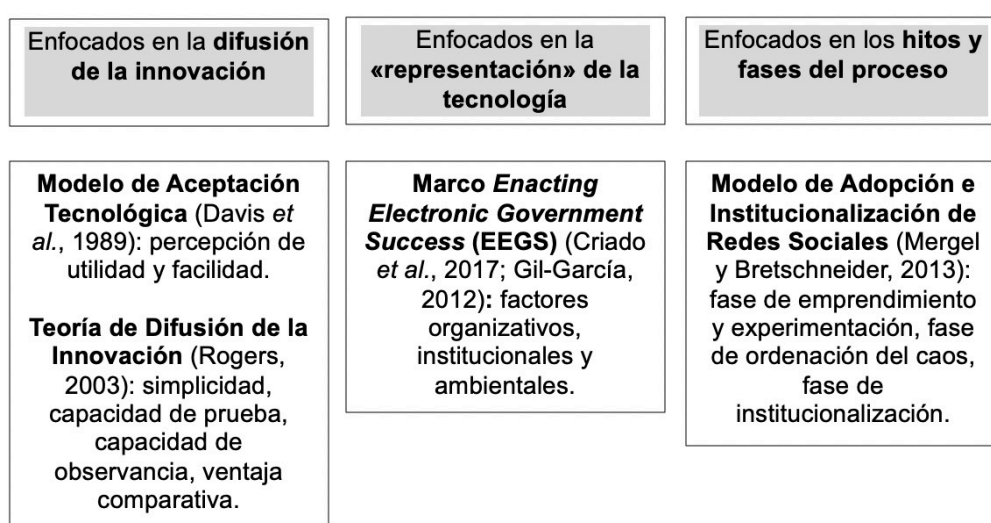 Enfocados en la difusión
de la innovación
Enfocados en la
«representación» de la
tecnología
Enfocados en los hitos y
fases del proceso
Modelo de Aceptación
Tecnológica (Davis et
al., 1989): percepción de
utilidad y facilidad.
Teoría de Difusión de la
Innovación (Rogers,
2003): simplicidad,
capacidad de prueba,
capacidad de
observancia, ventaja
comparativa.
Marco Enacting
Electronic Government
Success (EEGS) (Criado
et al., 2017; Gil-García,
2012): factores
organizativos,
institucionales y
ambientales.
Modelo de Adopción e
Institucionalización de
Redes Sociales (Mergel
y Bretschneider, 2013):
fase de emprendimiento
y experimentación, fase
de ordenación del caos,
fase de
institucionalización.